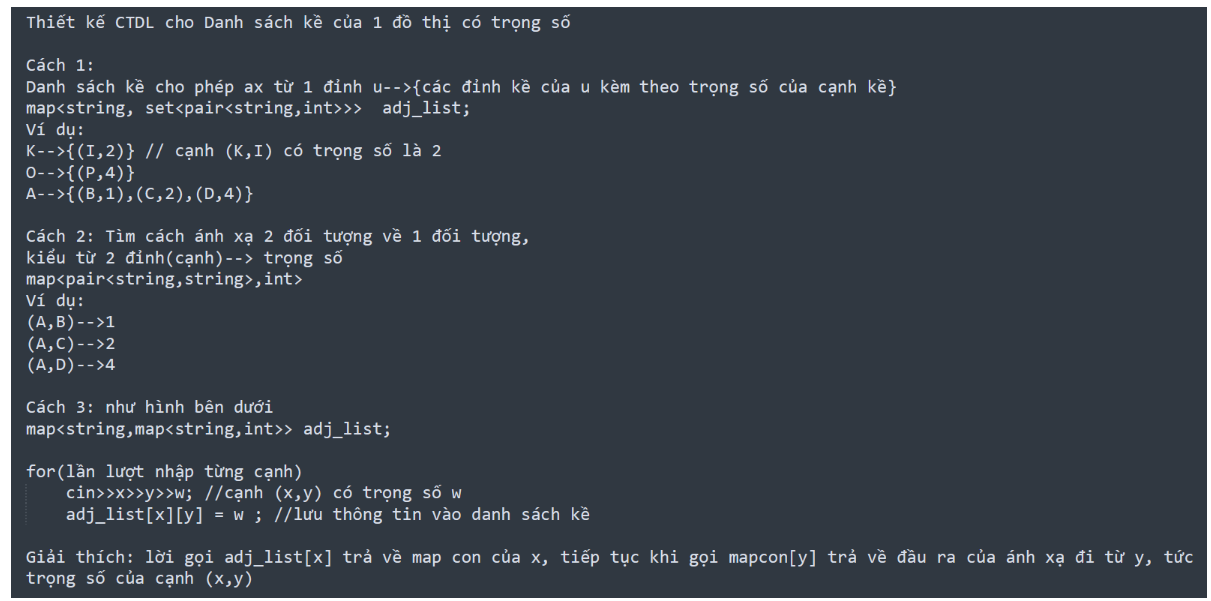 Thiết kế CTDL cho Danh sách kề của 1 đồ thị có trọng số
Cách 1:
Danh sách kề cho phép ax từ 1 đỉnh u-->{các đỉnh kề của u kèm theo trọng số của cạnh kề}
map<string, set<pair<string,int>>>  adj_list;
Ví dụ:
K-->{(I,2)} // cạnh (K,I) có trọng số là 2
O-->{(P,4)}
A-->{(B,1),(C,2),(D,4)}
Cách 2: Tìm cách ánh xạ 2 đối tượng về 1 đối tượng,
kiểu từ 2 đỉnh(cạnh)--> trọng số
map<pair<string,string>,int>
Ví dụ:
(A,B)-->1
(A,C)-->2
(A,D)-->4
Cách 3: như hình bên dưới
map<string,map<string,int>> adj_list;
for(lần lượt nhập từng cạnh)
    cin>>x>>y>>w; //cạnh (x,y) có trọng số w
    adj_list[x][y] = w ; //lưu thông tin vào danh sách kề
Giải thích: lời gọi adj_list[x] trả về map con của x, tiếp tục khi gọi mapcon[y] trả về đầu ra của ánh xạ đi từ y, tức
trọng số của cạnh (x,y)